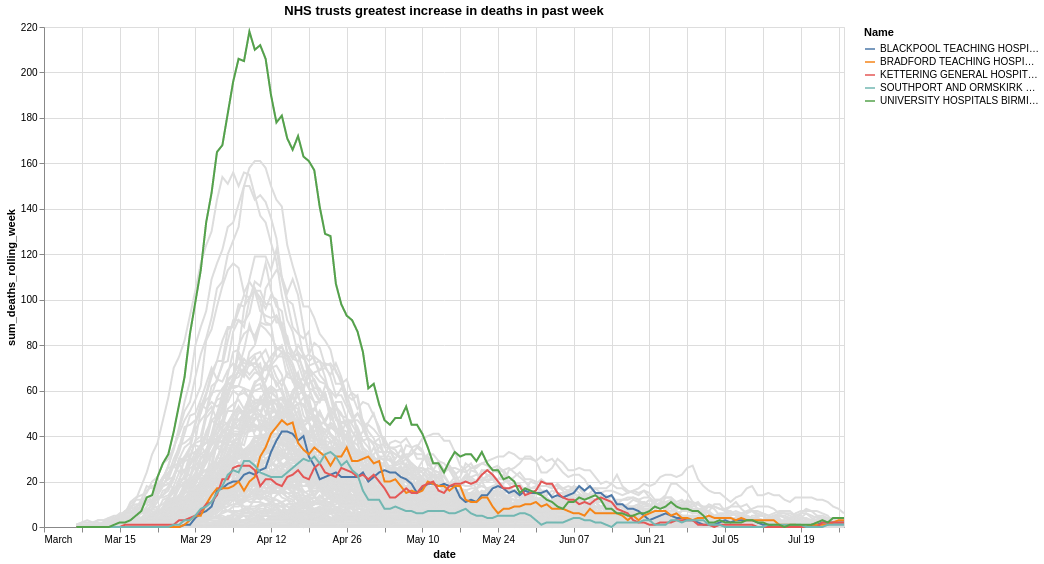 NHS trusts greatest increase in deaths in past week
Name
BLACKPOOL TEACHING HOSPI…
BRADFORD TEACHING HOSPI…
KETTERING GENERAL HOSPIT…
SOUTHPORT AND ORMSKIRK …
UNIVERSITY HOSPITALS BIRMI…
sum_deaths_rolling_week
220
200
180
160
140
120
100
80
60
40
20
0
March Mar 15 Mar 29 Apr 12 Apr 26 May 10 May 24 Jun 07 Jun 21 Jul 05 Jul 19
date